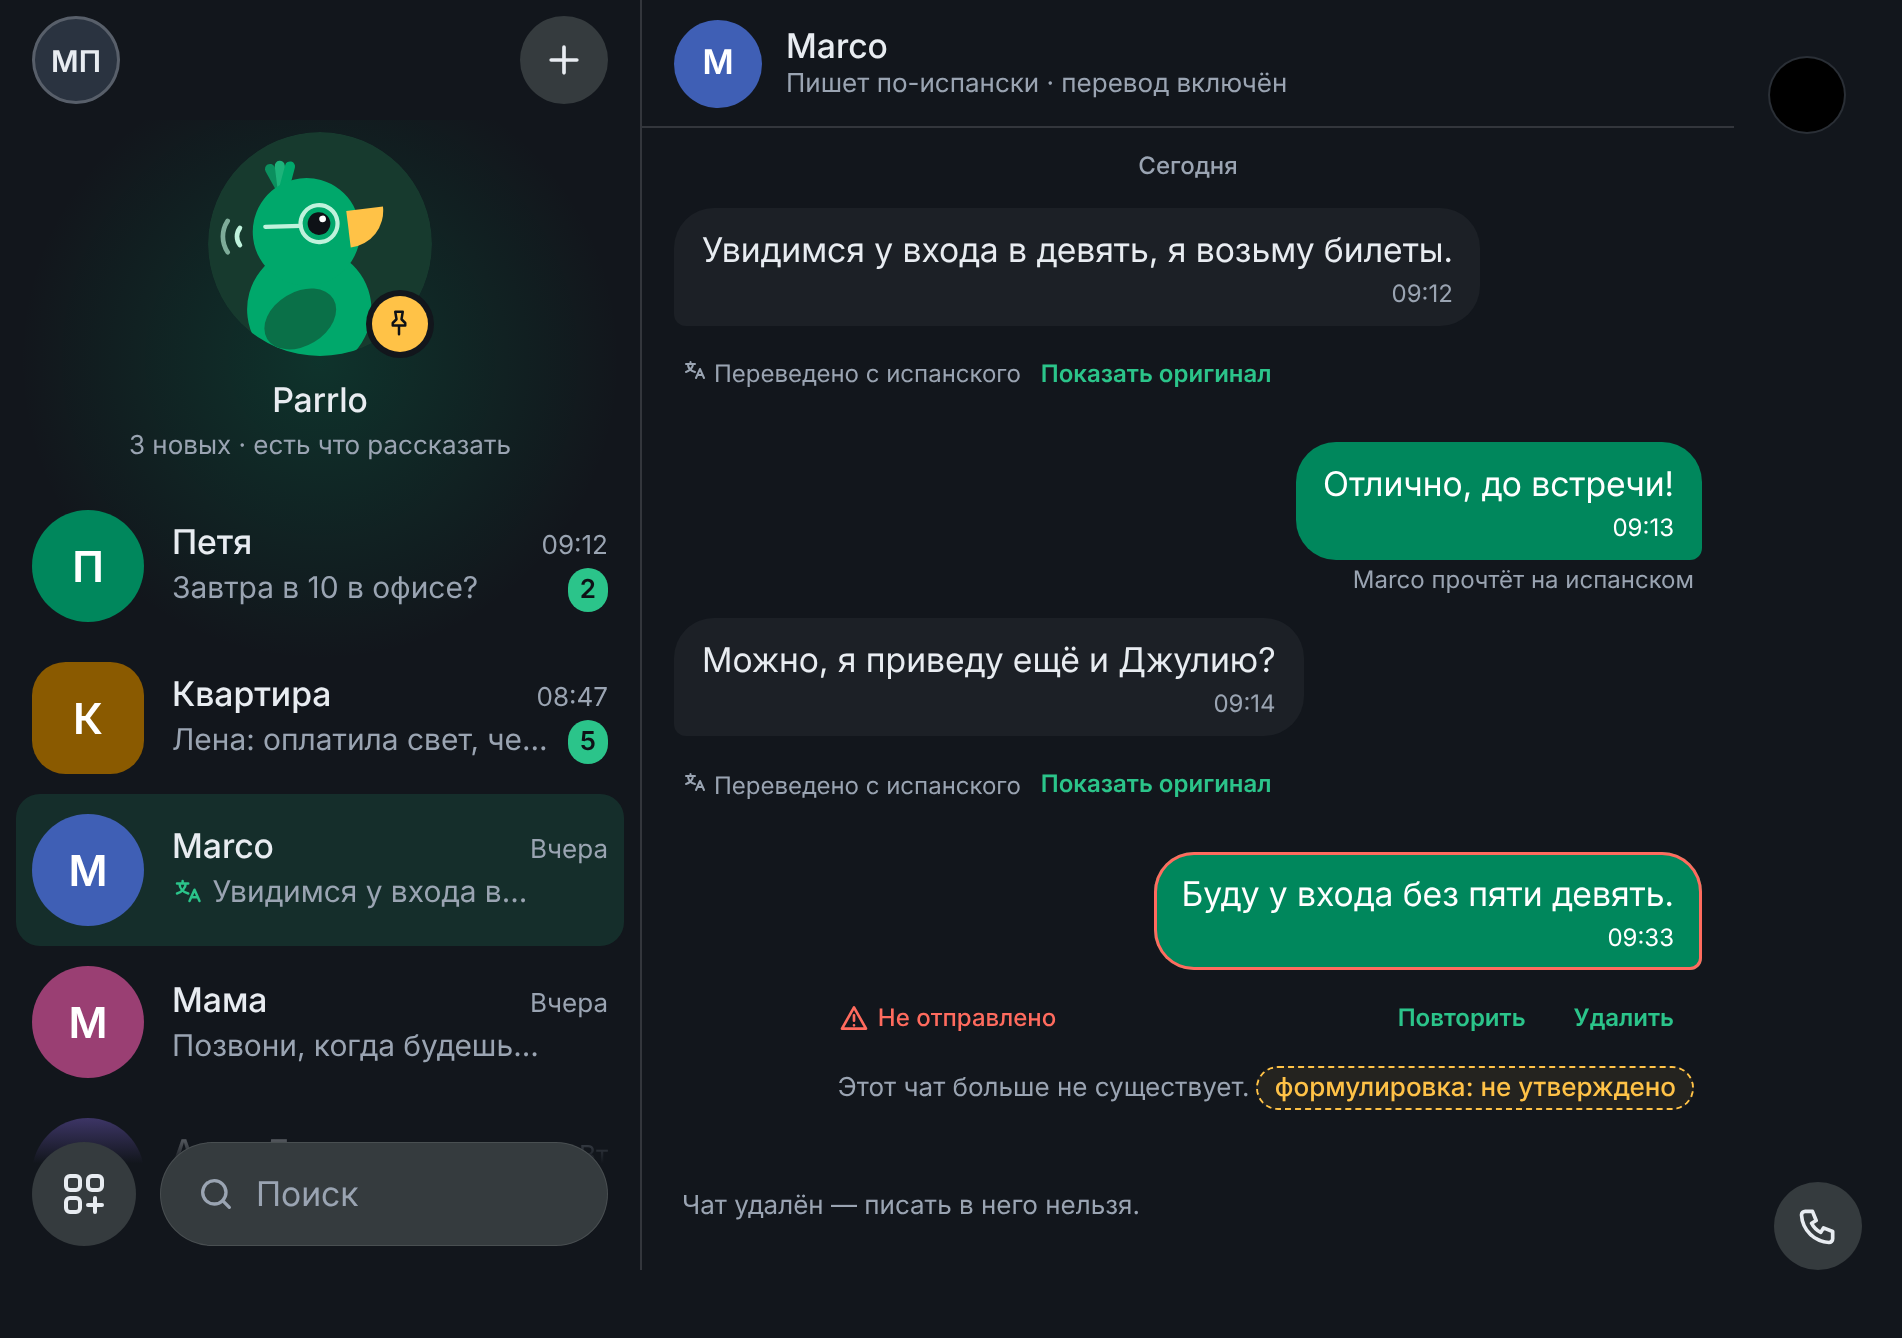 МП
Parrlo
3 новых · есть что рассказать
П
Петя
09:12
Завтра в 10 в офисе?
2
К
Квартира
08:47
Лена: оплатила свет, че...
5
M
Marco
Вчера
Увидимся у входа в...
М
Мама
Вчера
Позвони, когда будешь...
Вт
Поиск
M
Marco
Пишет по-испански · перевод включён
Сегодня
Увидимся у входа в девять, я возьму билеты.
09:12
Переведено с испанского Показать оригинал
Отлично, до встречи!
09:13
Marco прочтёт на испанском
Можно, я приведу ещё и Джулию?
09:14
Переведено с испанского Показать оригинал
Буду у входа без пяти девять.
09:33
Не отправлено Повторить Удалить
Этот чат больше не существует. формулировка: не утверждено
Чат удалён — писать в него нельзя.